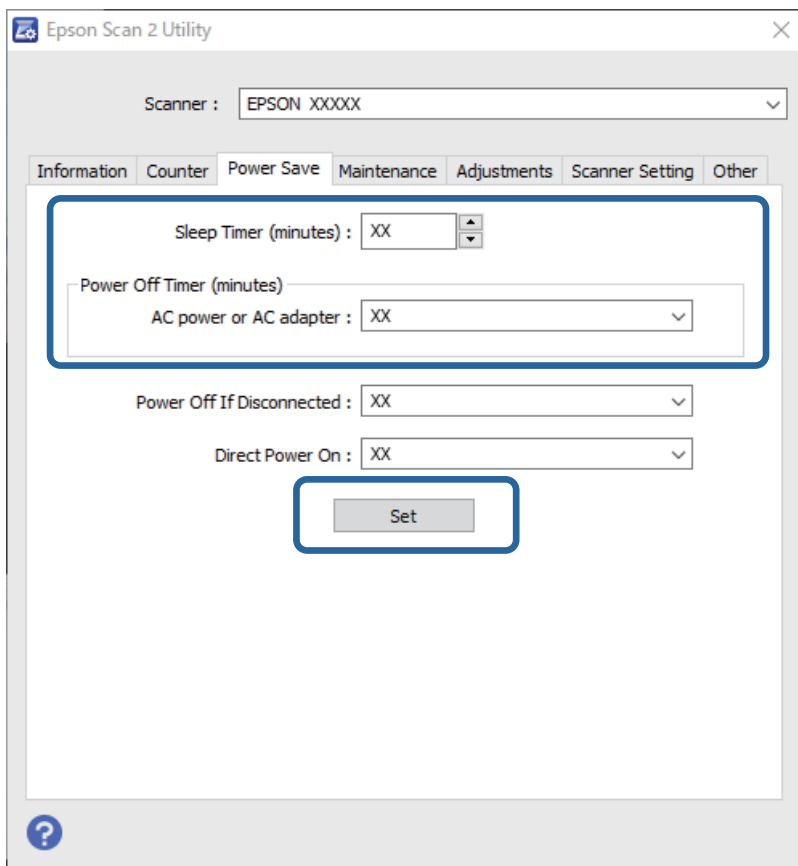 Epson Scan 2 Utility
Scanner : EPSON XXXXX
Information Counter Power Save Maintenance Adjustments Scanner Setting Other
Sleep Timer (minutes) : XX
Power Off Timer (minutes)
AC power or AC adapter : XX
Power Off If Disconnected : XX
Direct Power On : XX
Set
?